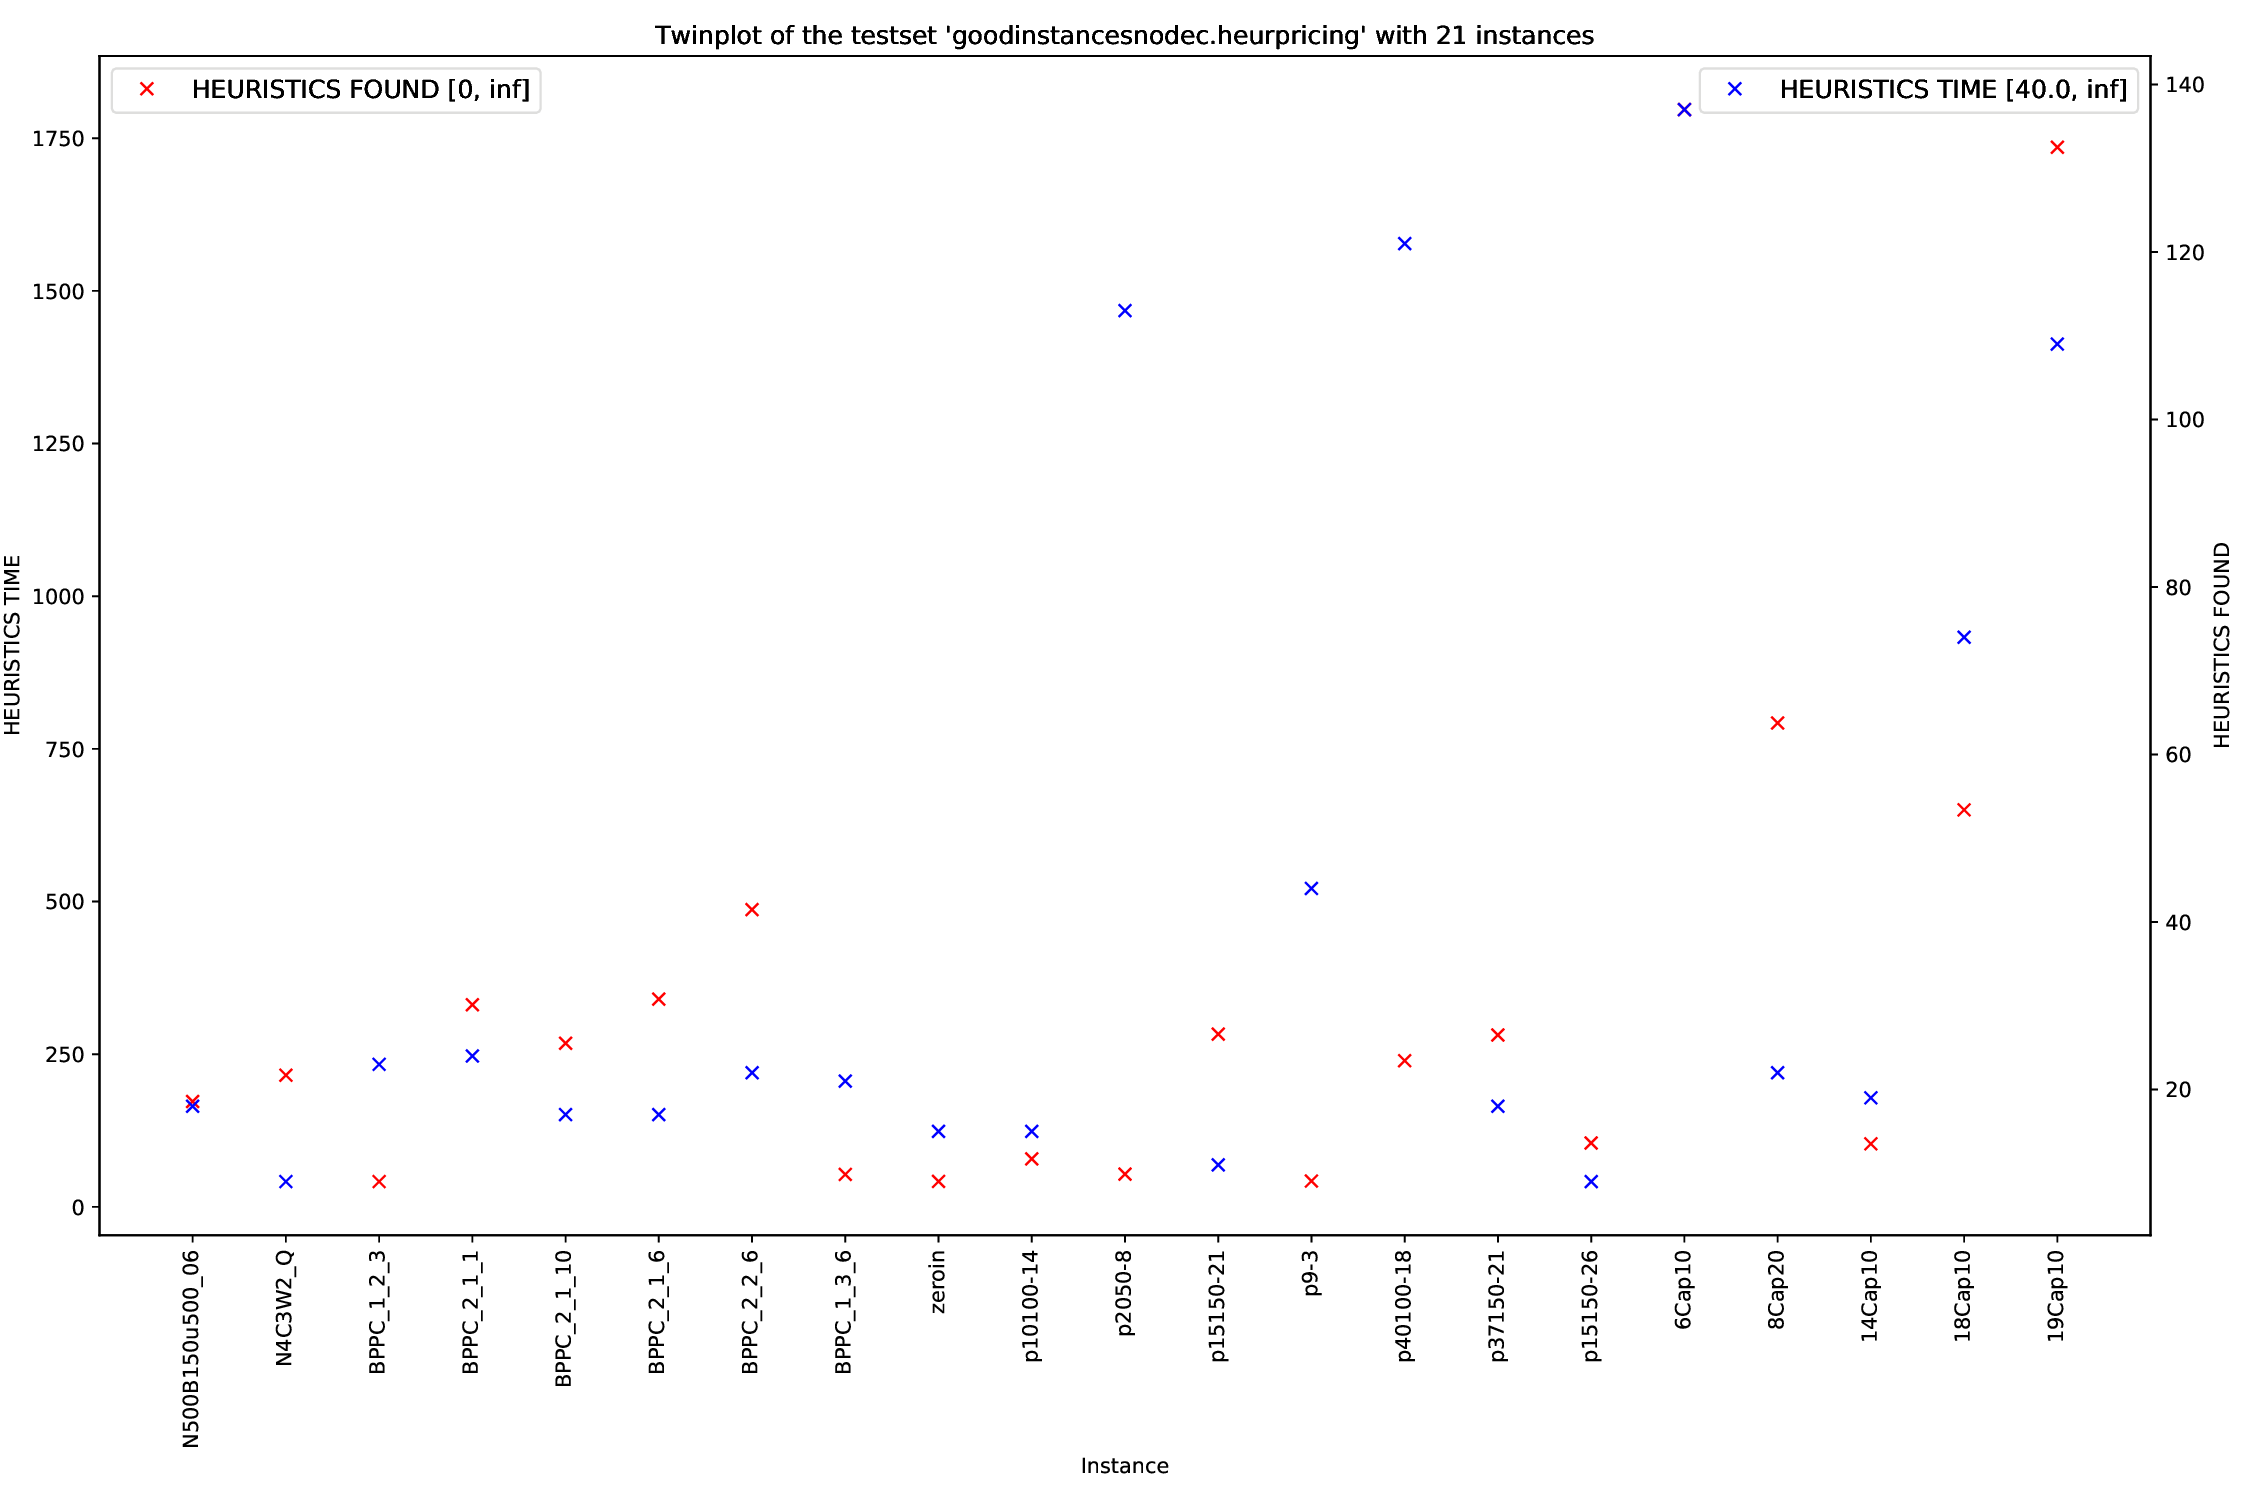 Twinplot of the testset 'goodinstancesnodec.heurpricing' with 21 instances
HEURISTICS FOUND [0, inf]
HEURISTICS TIME [40.0, inf]
1750
1500
1250
1000
750
500
250
0
HEURISTICS TIME
140
120
100
80
60
40
20
HEURISTICS FOUND
N500B150u500_06
N4C3W2_Q
BPPC_1_2_3
BPPC_2_1_1
BPPC_2_1_10
BPPC_2_1_6
BPPC_2_2_6
BPPC_1_3_6
zeroin
p10100-14
p2050-8
p15150-21
p9-3
p40100-18
p37150-21
p15150-26
6Cap10
8Cap20
14Cap10
18Cap10
19Cap10
Instance